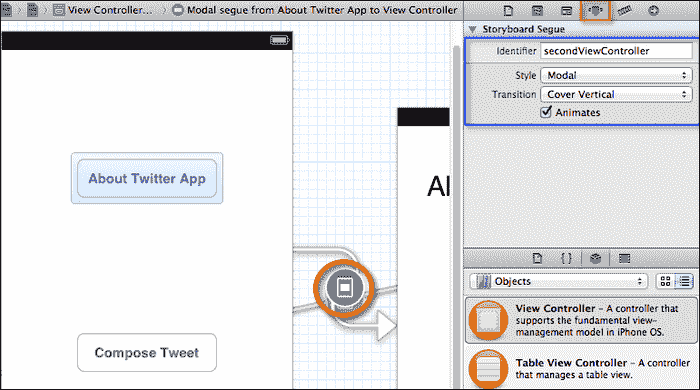 View Controller... Modal segue from About Twitter App to View Controller
Storyboard Segue
Identifier secondViewController
Style Modal
Transition Cover Vertical
Animates
About Twitter App
Compose Tweet
{ }
Objects
View Controller – A controller that
supports the fundamental view-
management model in iPhone OS.
Table View Controller – A controller
that manages a table view.